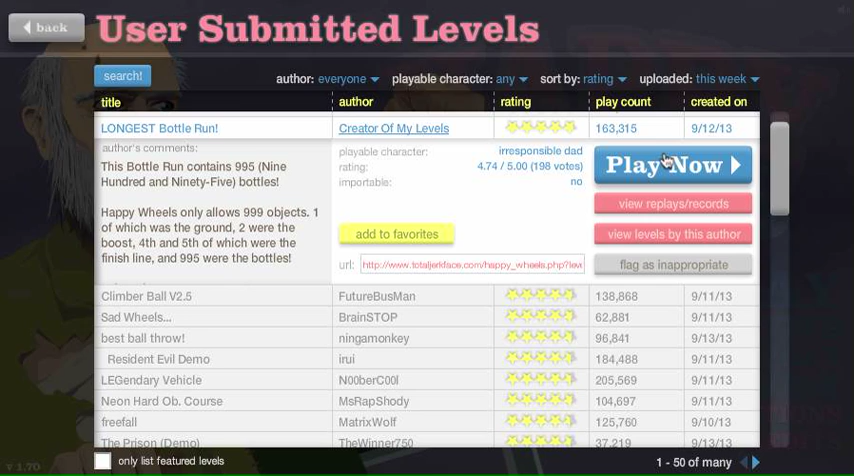 back
User Submitted Levels
search!
author: everyone playable character: any sort by: rating uploaded: this week
title author rating play count created on
LONGEST Bottle Run! Creator Of My Levels 163,315 9/12/13
author's comments:
This Bottle Run contains 995 (Nine
Hundred and Ninety-Five) bottles!
Happy Wheels only allows 999 objects. 1
of which was the ground, 2 were the
boost, 4th and 5th of which were the
finish line, and 995 were the bottles!
playable character: irresponsible dad
rating: 4.74 / 5.00 (198 votes)
importable: no
add to favorites
url: http://www.totaljerkface.com/happy_wheels.php?leve
Play Now
view replays/records
view levels by this author
flag as inappropriate
Climber Ball V2.5 FutureBusMan 138,868 9/11/13
Sad Wheels... BrainSTOP 62,881 9/11/13
best ball throw! ningamonkey 96,841 9/13/13
Resident Evil Demo irui 184,488 9/11/13
LEGendary Vehicle N00berC00l 205,569 9/11/13
Neon Hard Ob. Course MsRapShody 104,697 9/11/13
freefall MatrixWolf 125,760 9/10/13
The Prison (Demo) TheWinner750 37,219 9/13/13
only list featured levels
1 - 50 of many
v 1.70